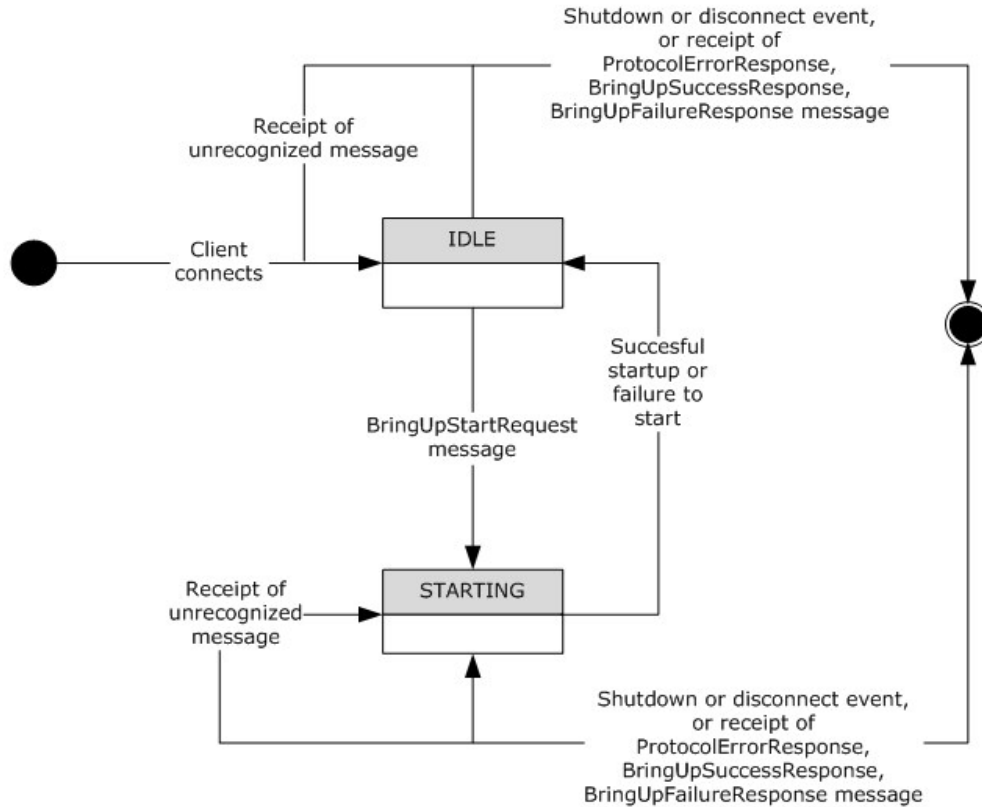 Shutdown or disconnect event,
or receipt of
ProtocolErrorResponse,
BringUpSuccessResponse,
BringUpFailureResponse message
Receipt of
unrecognized message
IDLE
Client
connects
Succesful
startup or
failure to
start
BringUpStartRequest
message
STARTING
Receipt of
unrecognized
message
Shutdown or disconnect event,
or receipt of
ProtocolErrorResponse,
BringUpSuccessResponse,
BringUpFailureResponse message